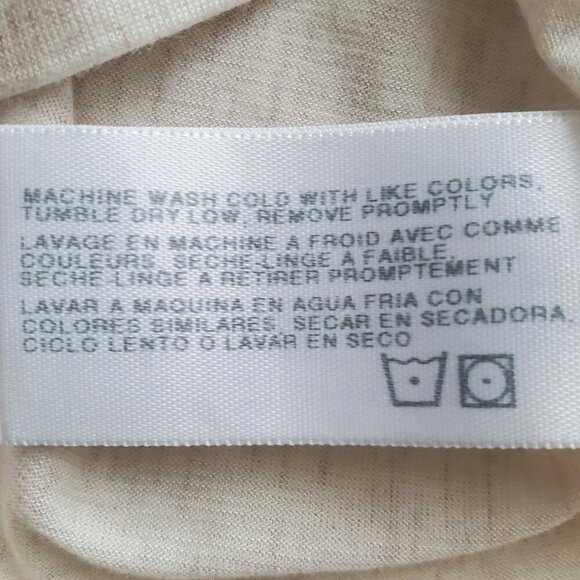 MACHINE WASH COLD WITH LIKE COLORS,
TUMBLE DRY LOW, REMOVE PROMPTLY
LAVAGE EN MACHINE A FROID AVEC COMME
COULEURS, SECHE-LINGE A FAIBLE,
SECHE-LINGE A RETIRER PROMPTEMENT
LAVAR A MAQUINA EN AGUA FRIA CON
COLORES SIMILARES, SECAR EN SECADORA,
CICLO LENTO O LAVAR EN SECO